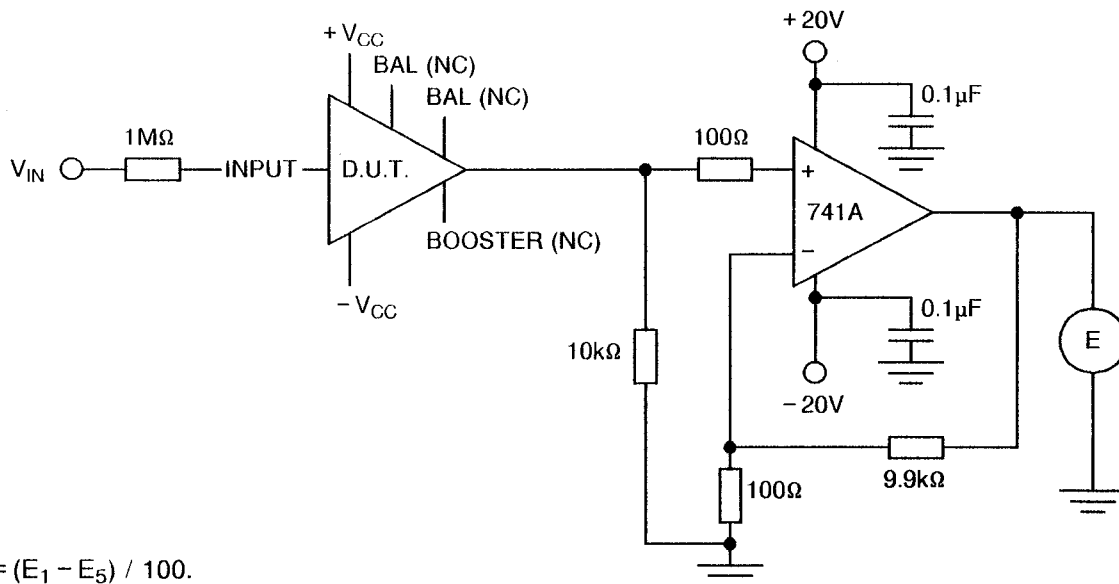 +20V
+V_CC
BAL (NC)
BAL (NC)
0.1µF
1MΩ
100Ω
V_IN
INPUT
D.U.T.
+
741A
−
BOOSTER (NC)
−V_CC
0.1µF
10kΩ
E
−20V
9.9kΩ
100Ω
= (E_1 − E_5) / 100.